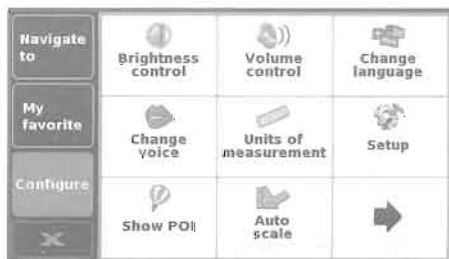 Navigate
to
My
favorite
Configure
Brightness
control
Volume
control
Change
language
Change
voice
Units of
measurement
Setup
Show POI
Auto
scale